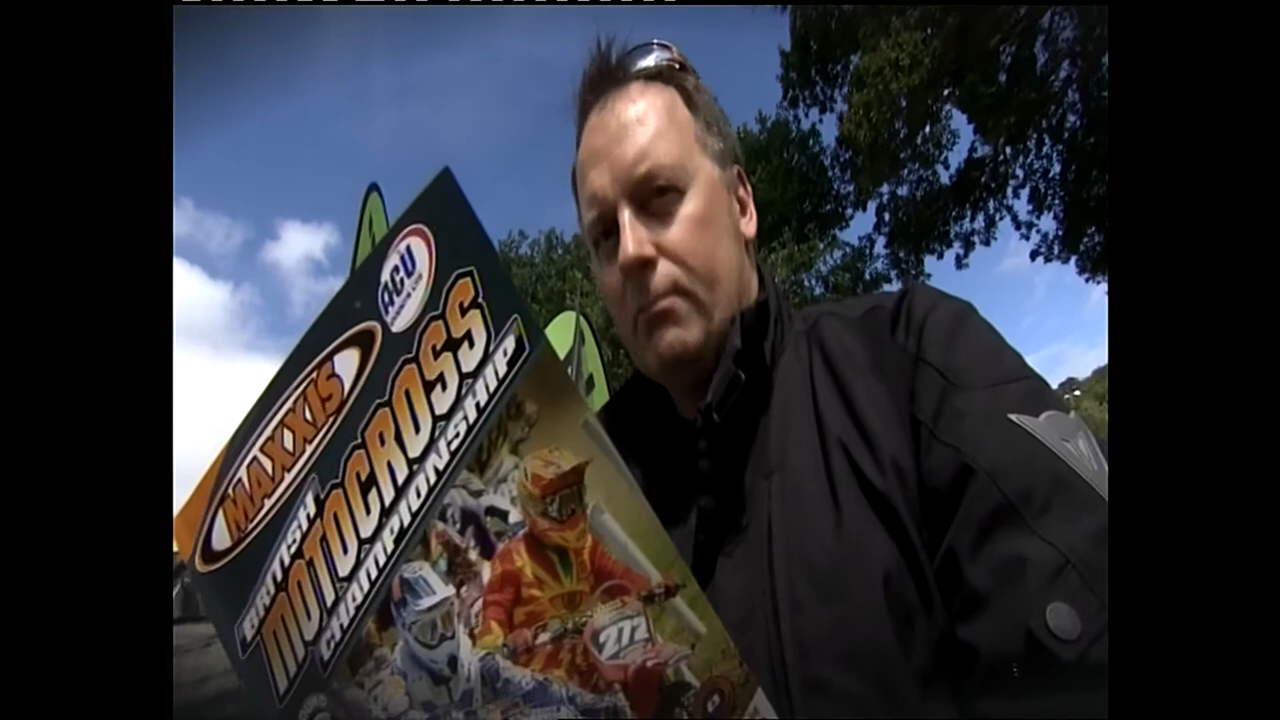 ACU
MAXXIS
BRITISH
MOTOCROSS
CHAMPIONSHIP
272